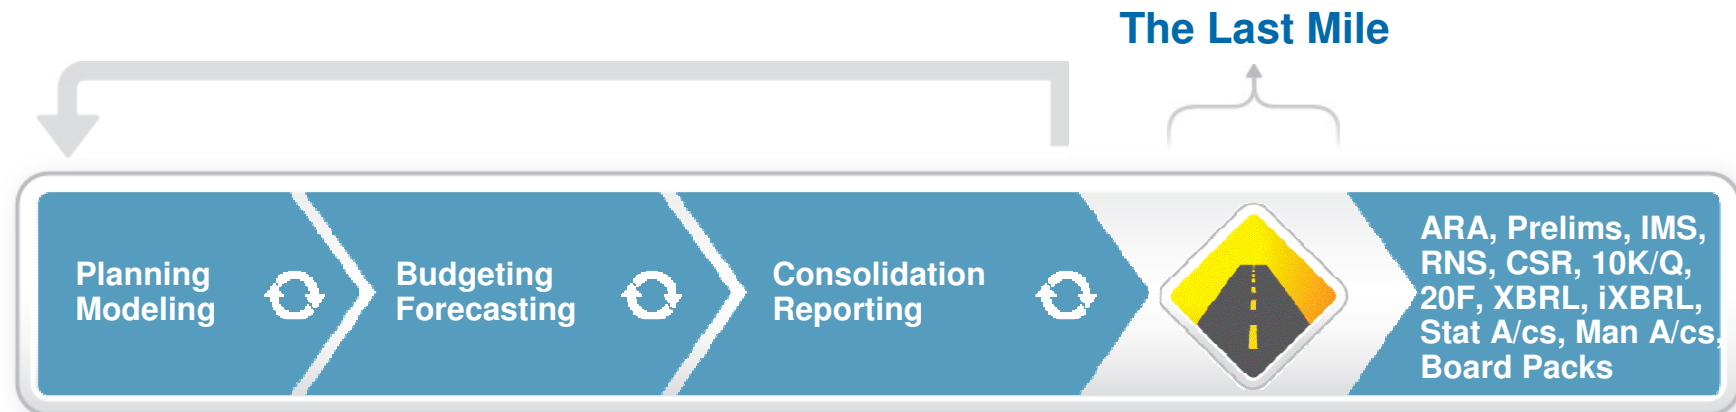 The Last Mile
Planning
Modeling
Budgeting
Forecasting
Consolidation
Reporting
ARA, Prelims, IMS,
RNS, CSR, 10K/Q,
20F, XBRL, iXBRL,
Stat A/cs, Man A/cs,
Board Packs